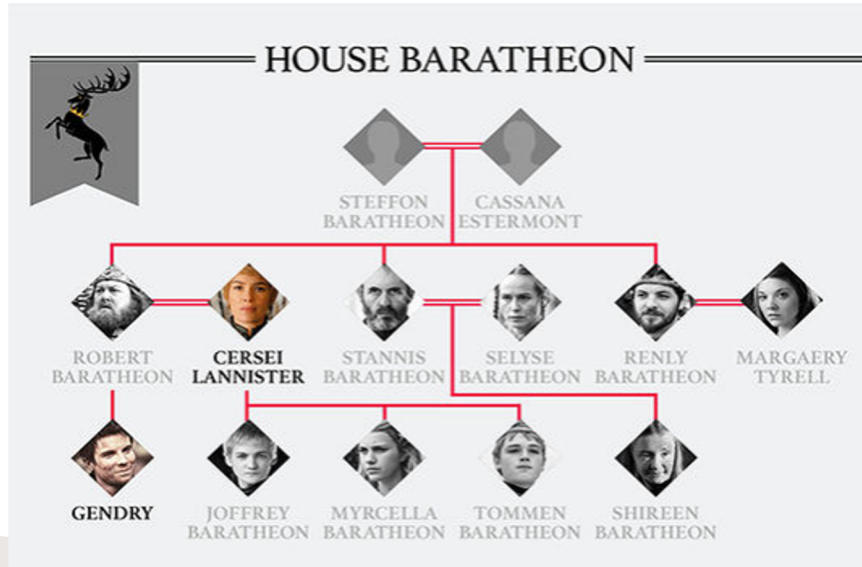 HOUSE BARATHEON
STEFFON BARATHEON
CASSANA ESTERMONT
ROBERT BARATHEON
CERSEI LANNISTER
STANNIS BARATHEON
SELYSE BARATHEON
RENLY BARATHEON
MARGAERY TYRELL
GENDRY
JOFFREY BARATHEON
MYRCELLA BARATHEON
TOMMEN BARATHEON
SHIREEN BARATHEON